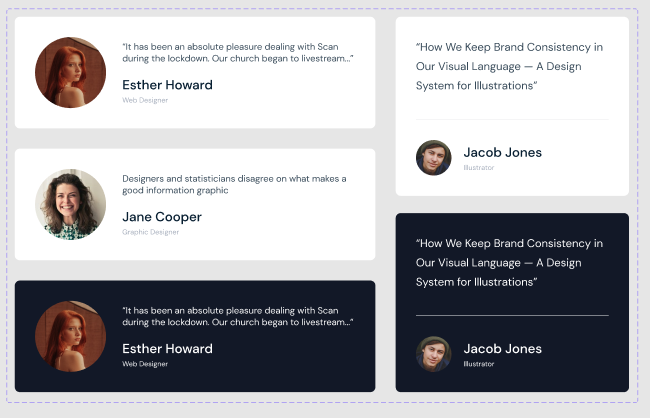 “It has been an absolute pleasure dealing with Scan
during the lockdown. Our church began to livestream...”
Esther Howard
Web Designer
Designers and statisticians disagree on what makes a
good information graphic
Jane Cooper
Graphic Designer
“It has been an absolute pleasure dealing with Scan
during the lockdown. Our church began to livestream...”
Esther Howard
Web Designer
“How We Keep Brand Consistency in
Our Visual Language — A Design
System for Illustrations”
Jacob Jones
Illustrator
“How We Keep Brand Consistency in
Our Visual Language — A Design
System for Illustrations”
Jacob Jones
Illustrator